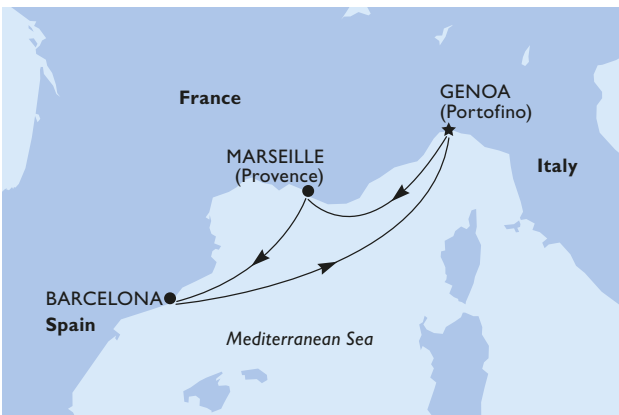 GENOA
(Portofino)
France
MARSEILLE
(Provence)
Italy
BARCELONA
Spain
Mediterranean Sea